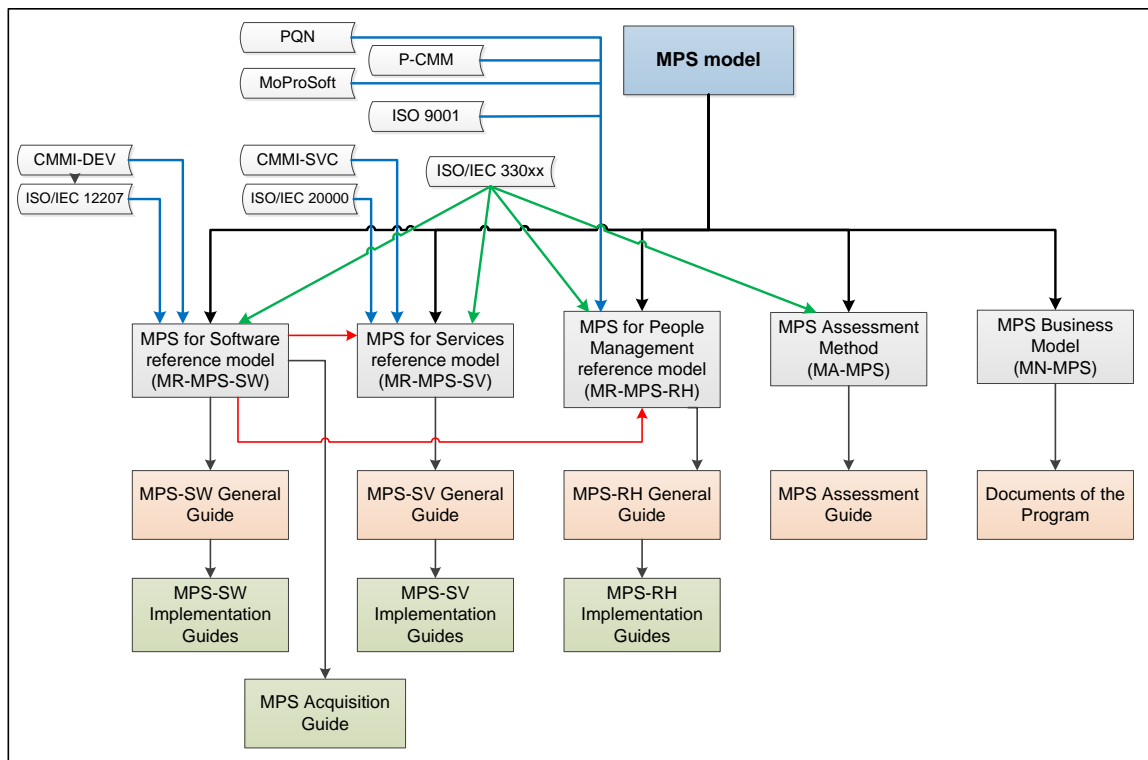 PQN
P-CMM
MPS model
MoProSoft
ISO 9001
CMMI-DEV
CMMI-SVC
ISO/IEC 330xx
ISO/IEC 12207
ISO/IEC 20000
MPS for Software
reference model
(MR-MPS-SW)
MPS for Services
reference model
(MR-MPS-SV)
MPS for People
Management
reference model
(MR-MPS-RH)
MPS Assessment
Method
(MA-MPS)
MPS Business
Model
(MN-MPS)
MPS-SW General
Guide
MPS-SV General
Guide
MPS-RH General
Guide
MPS Assessment
Guide
Documents of the
Program
MPS-SW
Implementation
Guides
MPS-SV
Implementation
Guides
MPS-RH
Implementation
Guides
MPS Acquisition
Guide